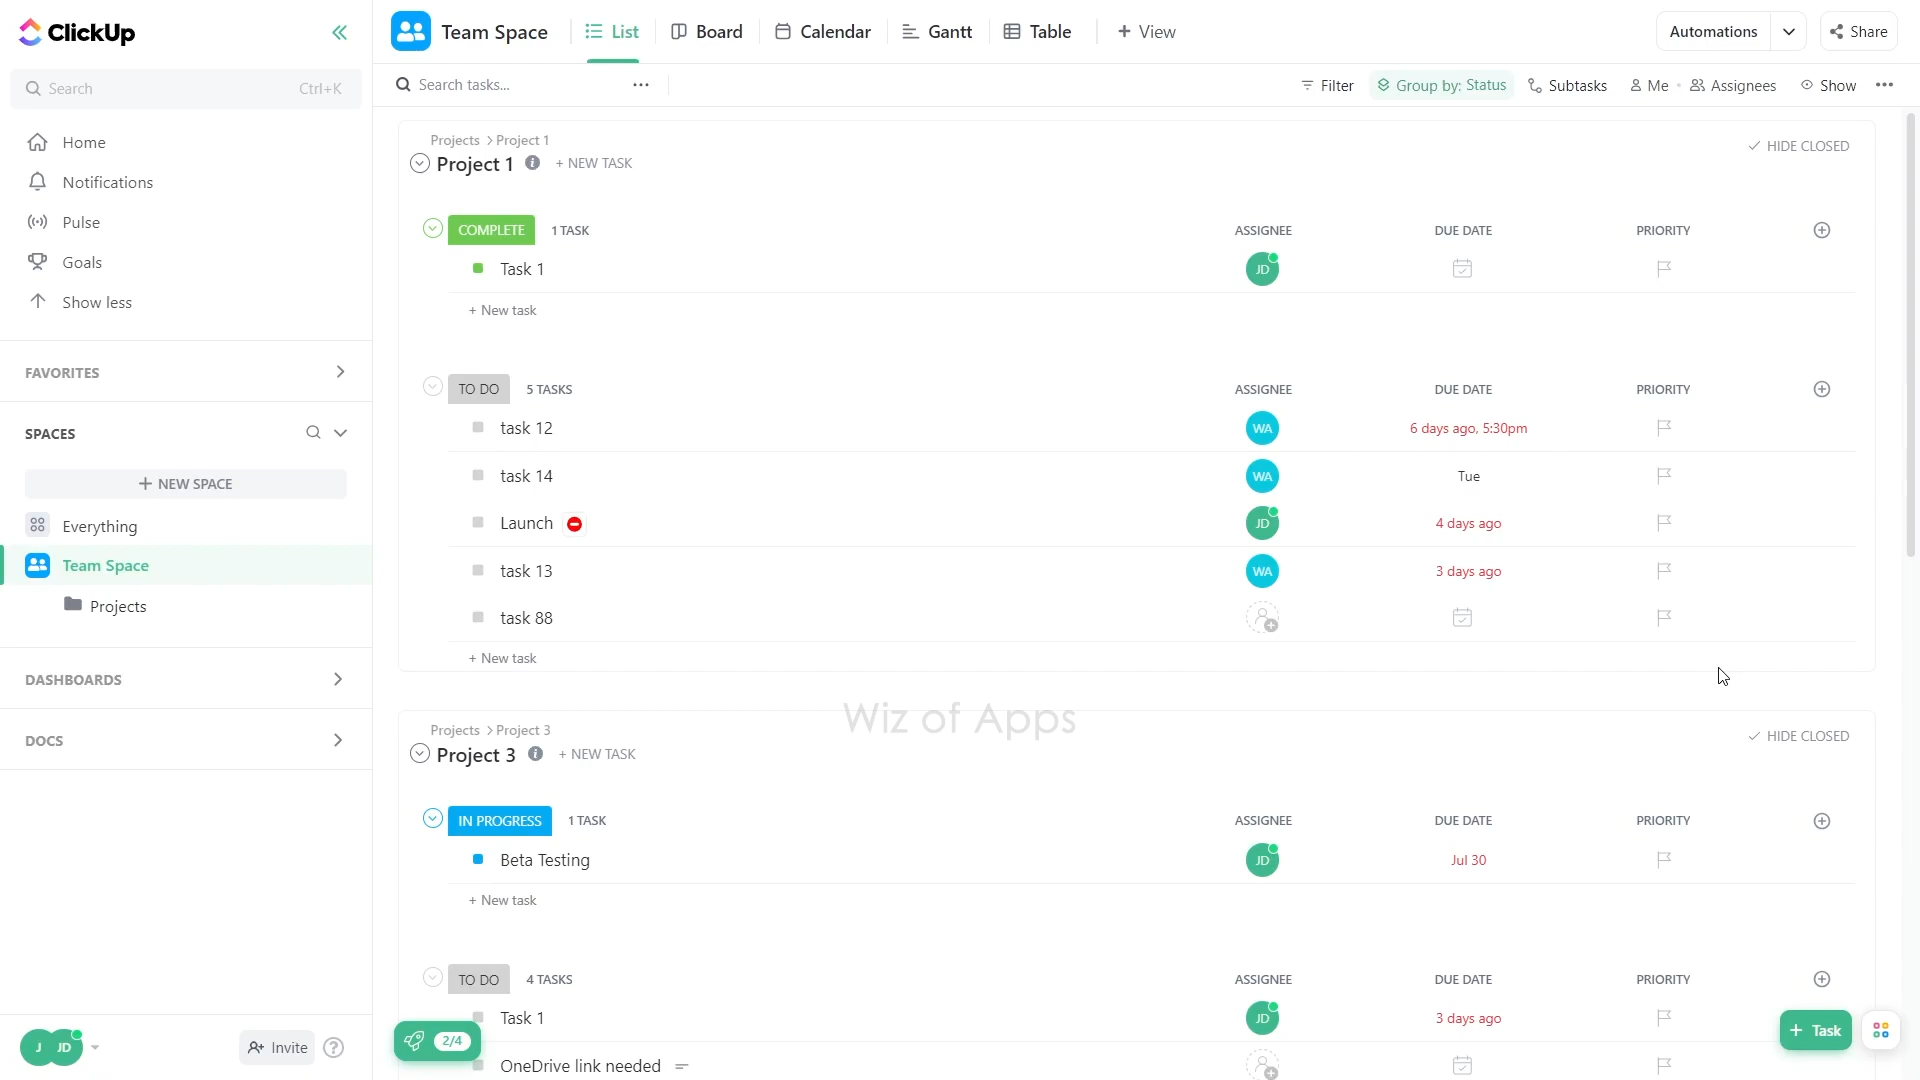 ClickUp
Search Ctrl+K
Home
Notifications
Pulse
Goals
Show less
FAVORITES
SPACES
+ NEW SPACE
Everything
Team Space
Projects
DASHBOARDS
DOCS
J JD
Invite
?
Team Space
List
Board
Calendar
Gantt
Table
+ View
Automations
Share
Search tasks...
Filter
Group by: Status
Subtasks
Me
Assignees
Show
Projects > Project 1
Project 1 + NEW TASK
HIDE CLOSED
COMPLETE 1 TASK ASSIGNEE DUE DATE PRIORITY
Task 1 JD
+ New task
TO DO 5 TASKS ASSIGNEE DUE DATE PRIORITY
task 12 WA 6 days ago, 5:30pm
task 14 WA Tue
Launch JD 4 days ago
task 13 WA 3 days ago
task 88
+ New task
Wiz of Apps
Projects > Project 3
Project 3 + NEW TASK
HIDE CLOSED
IN PROGRESS 1 TASK ASSIGNEE DUE DATE PRIORITY
Beta Testing JD Jul 30
+ New task
TO DO 4 TASKS ASSIGNEE DUE DATE PRIORITY
Task 1 JD 3 days ago
2/4
+ Task
OneDrive link needed